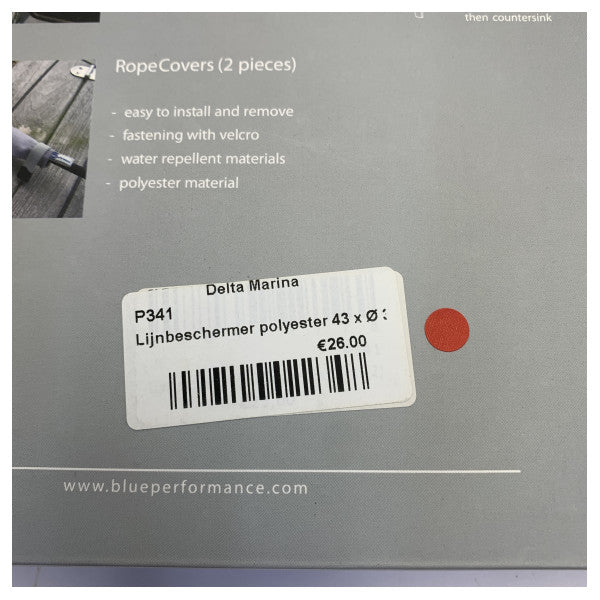 then countersink
RopeCovers (2 pieces)
- easy to install and remove
- fastening with velcro
- water repellent materials
- polyester material
Delta Marina
P341
Lijnbeschermer polyester 43 x Ø
€26.00
www.blueperformance.com